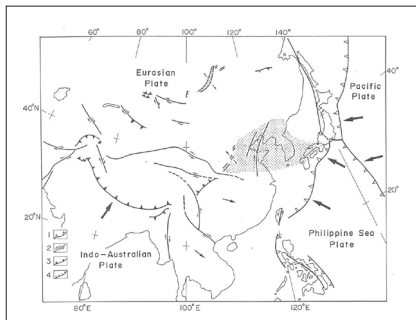 60° 80° 100° 120° 140°
Eurasian
Plate
Pacific
Plate
40°
40°N
20°
20°N
Philippine Sea
Plate
Indo-Australian
Plate
1
2
3
4
80°E
100°E
120°E